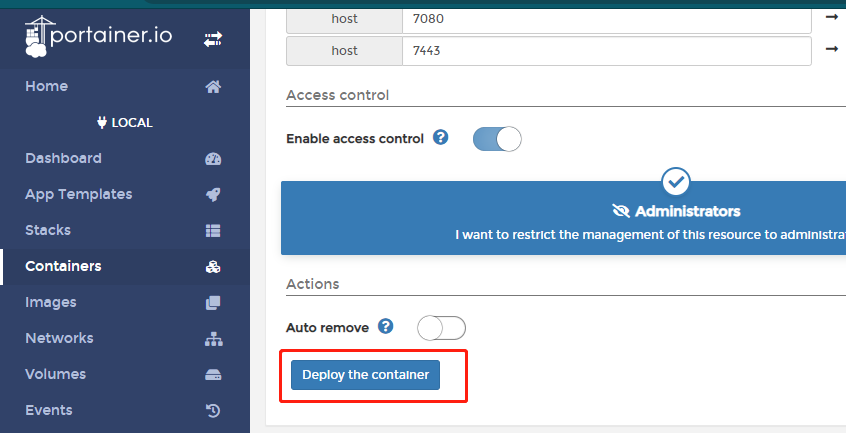 portainer.io
Home
LOCAL
Dashboard
App Templates
Stacks
Containers
Images
Networks
Volumes
Events
host 7080
host 7443
Access control
Enable access control
Administrators
I want to restrict the management of this resource to administra
Actions
Auto remove
Deploy the container